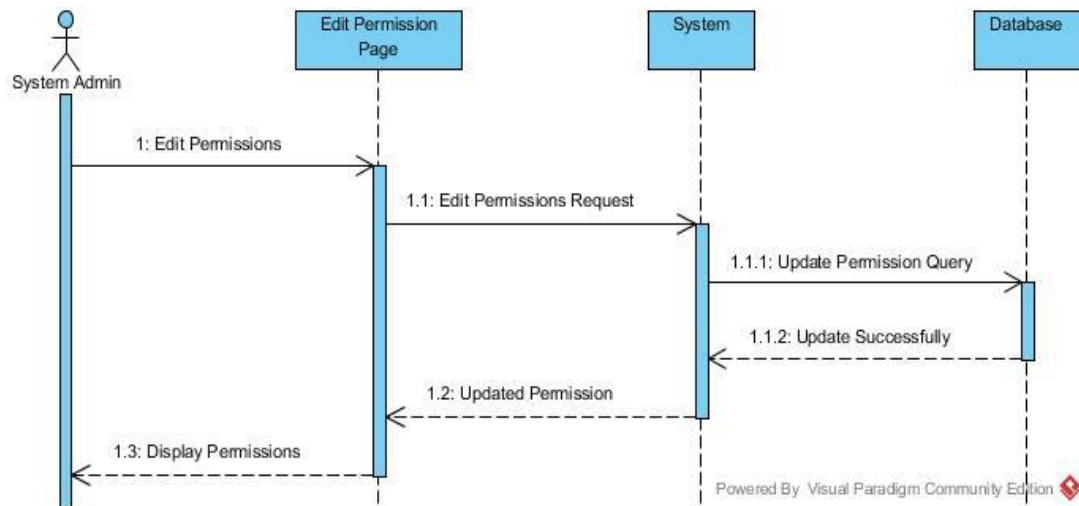 Edit Permission
Page
System
Database
System Admin
1: Edit Permissions
1.1: Edit Permissions Request
1.1.1: Update Permission Query
1.1.2: Update Successfully
1.2: Updated Permission
1.3: Display Permissions
Powered By Visual Paradigm Community Edition